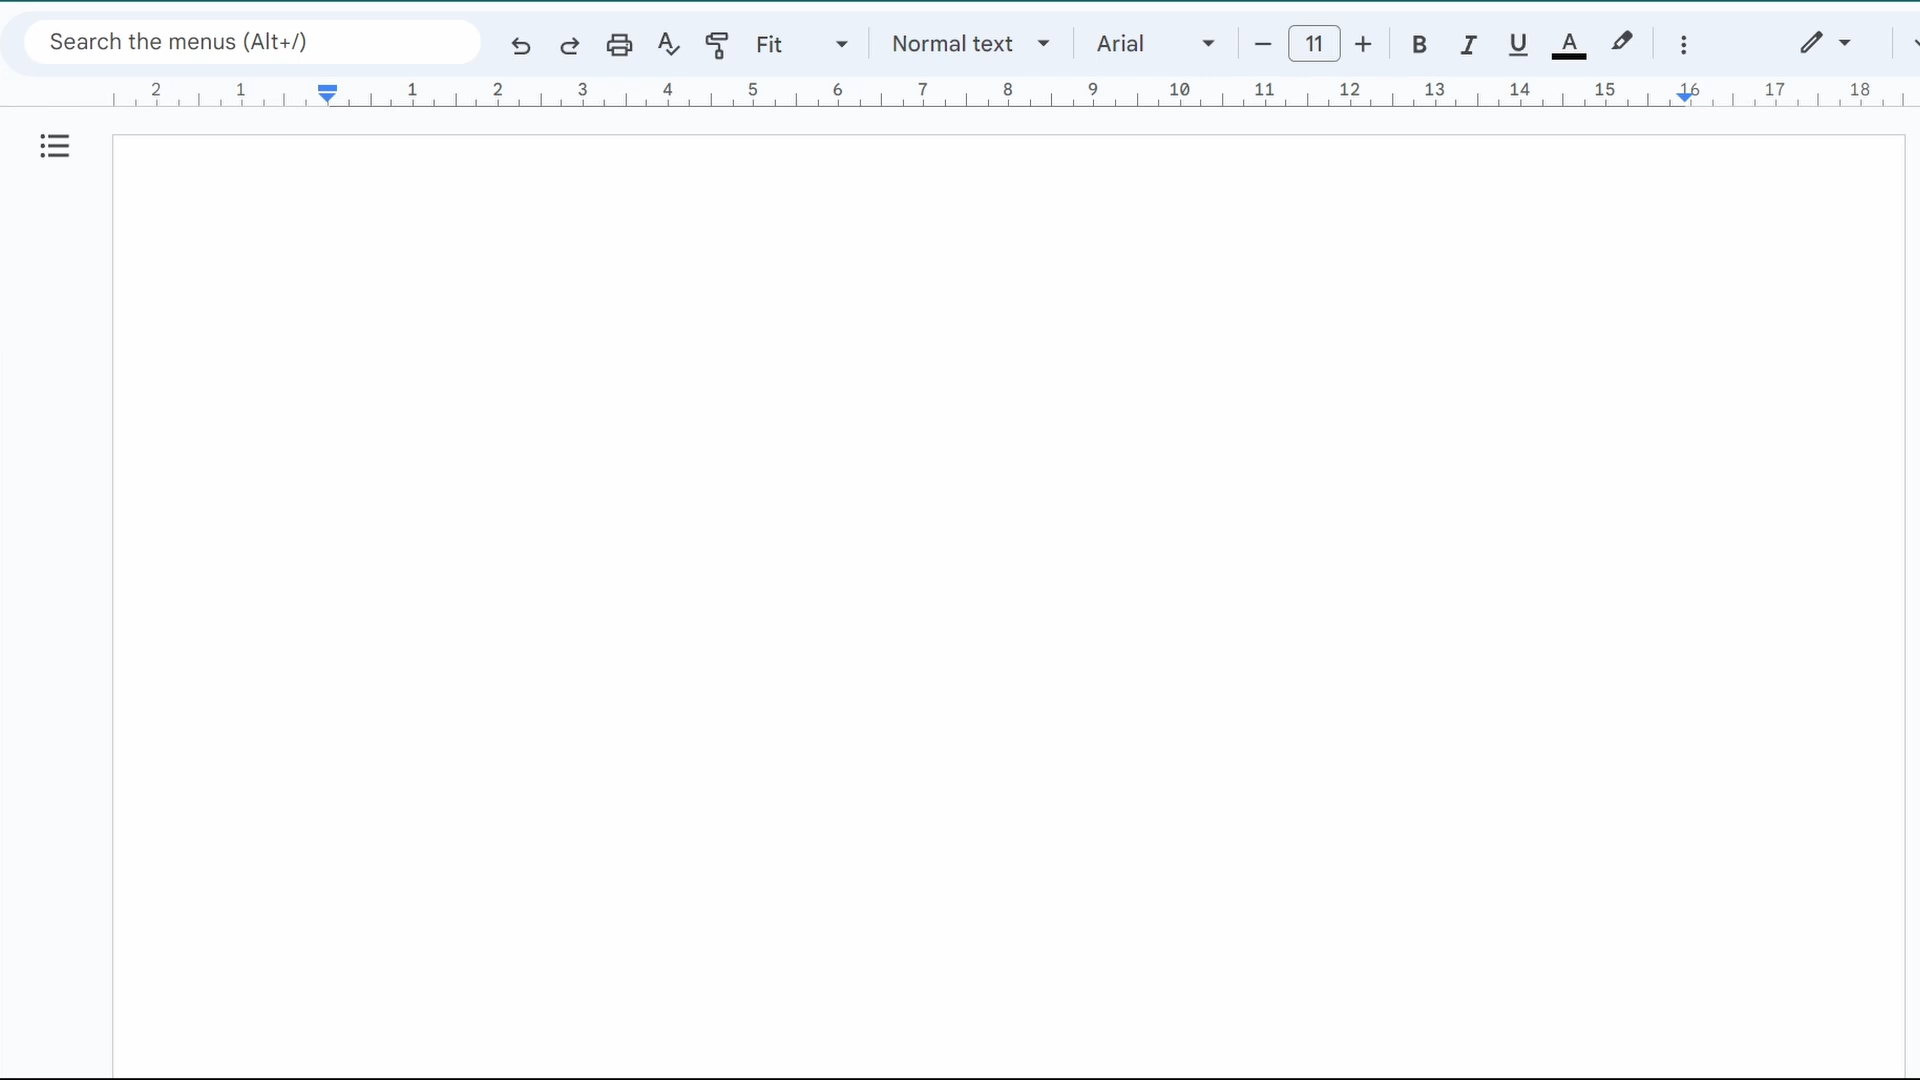 Search the menus (Alt+/) Fit Normal text Arial 11 B I U A
2 1 1 2 3 4 5 6 7 8 9 10 11 12 13 14 15 16 17 18